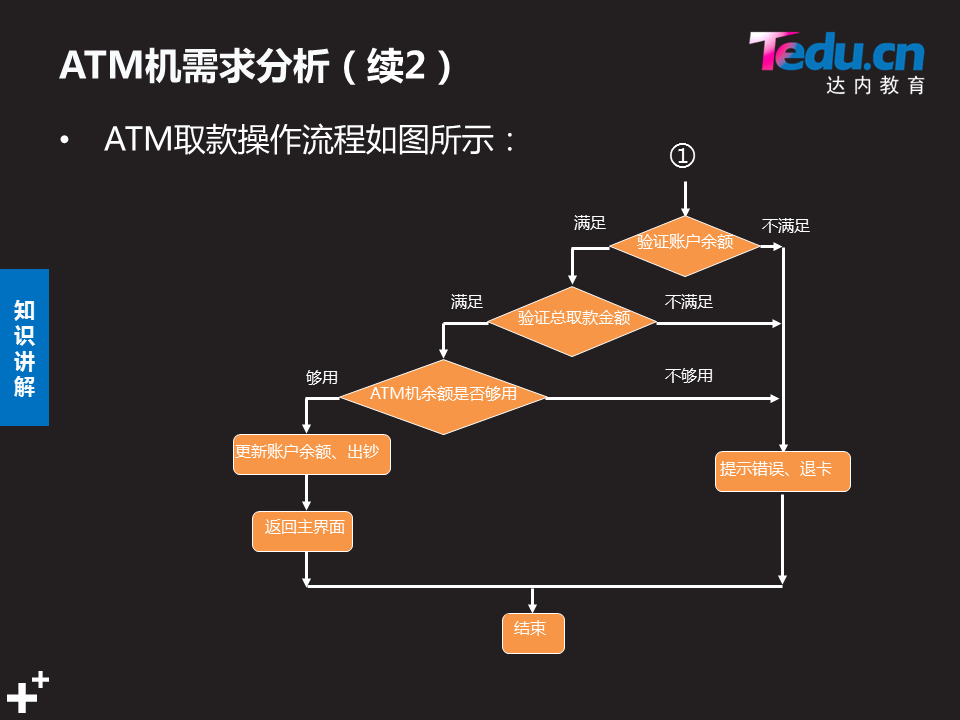 ATM机需求分析（续2）
Tedu.cn
达内教育
• ATM取款操作流程如图所示：
①
满足
不满足
验证账户余额
满足
不满足
验证总取款金额
够用
不够用
ATM机余额是否够用
更新账户余额、出钞
提示错误、退卡
返回主界面
结束
知识讲解